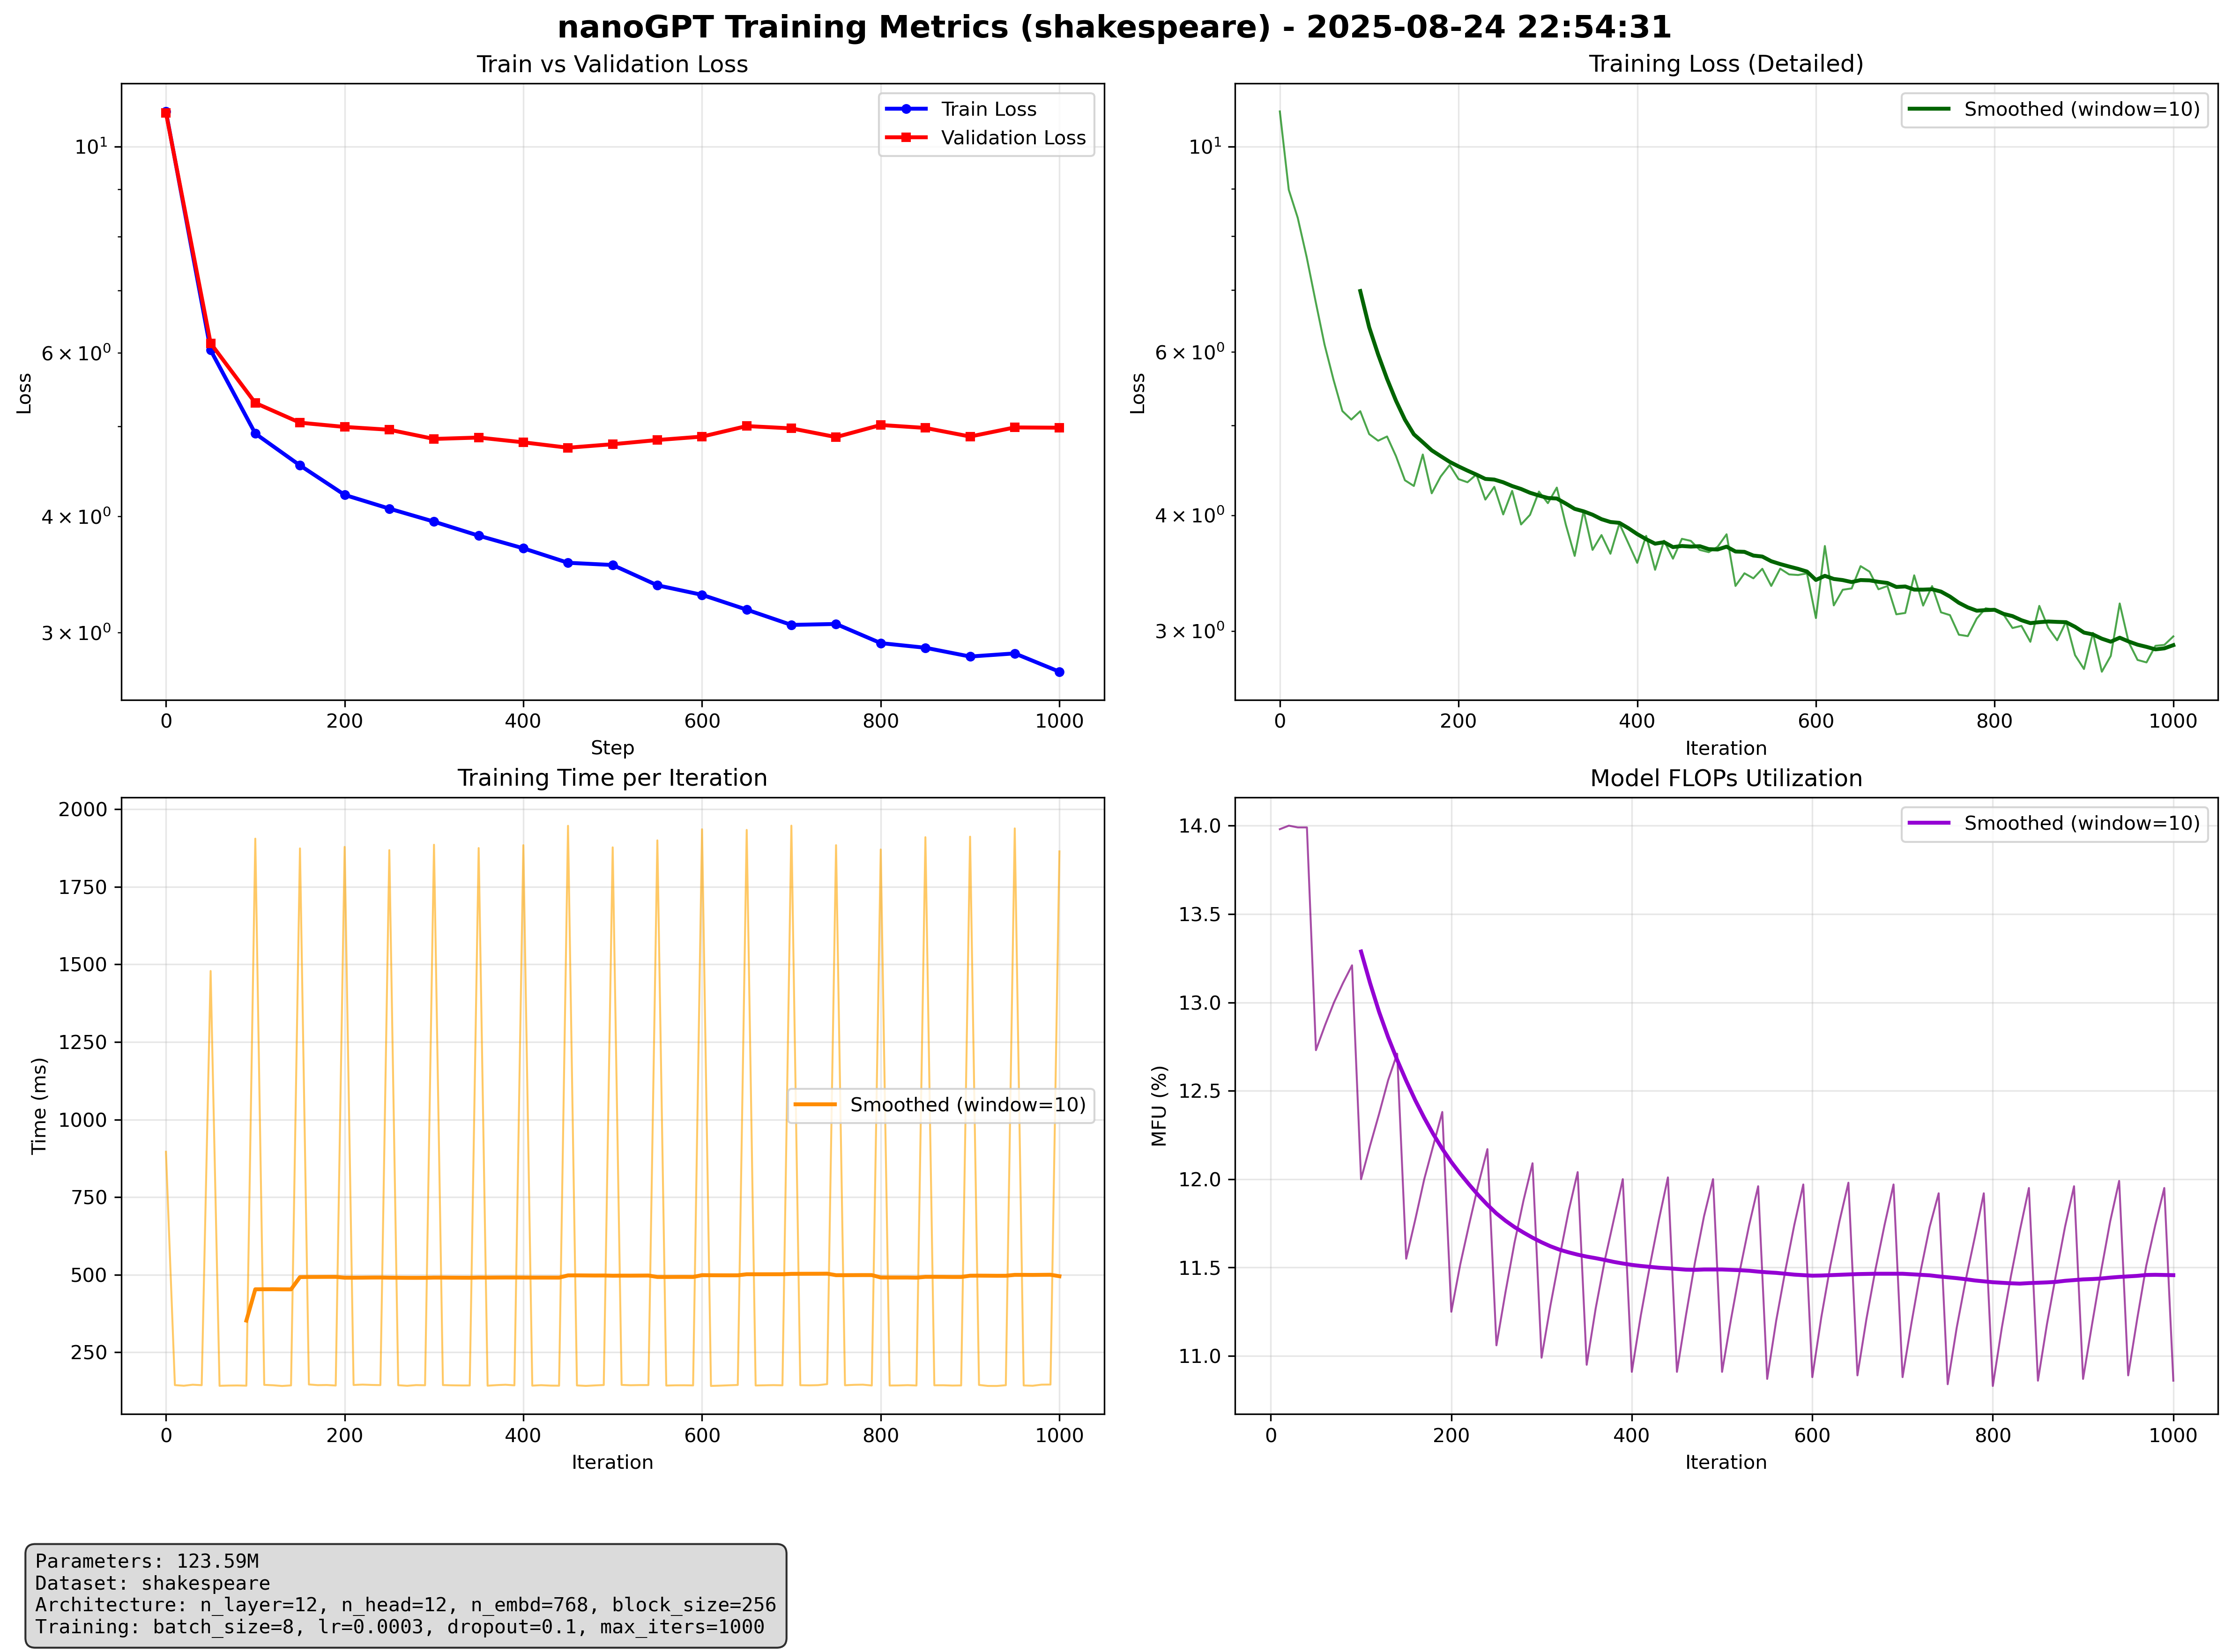 nanoGPT Training Metrics (shakespeare) - 2025-08-24 22:54:31
Train vs Validation Loss
Train Loss
Validation Loss
10¹
6 × 10⁰
4 × 10⁰
3 × 10⁰
Loss
0 200 400 600 800 1000
Step
Training Loss (Detailed)
Smoothed (window=10)
10¹
6 × 10⁰
4 × 10⁰
3 × 10⁰
Loss
0 200 400 600 800 1000
Iteration
Training Time per Iteration
Smoothed (window=10)
2000
1750
1500
1250
1000
750
500
250
Time (ms)
0 200 400 600 800 1000
Iteration
Model FLOPs Utilization
Smoothed (window=10)
14.0
13.5
13.0
12.5
12.0
11.5
11.0
MFU (%)
0 200 400 600 800 1000
Iteration
Parameters: 123.59M
Dataset: shakespeare
Architecture: n_layer=12, n_head=12, n_embd=768, block_size=256
Training: batch_size=8, lr=0.0003, dropout=0.1, max_iters=1000